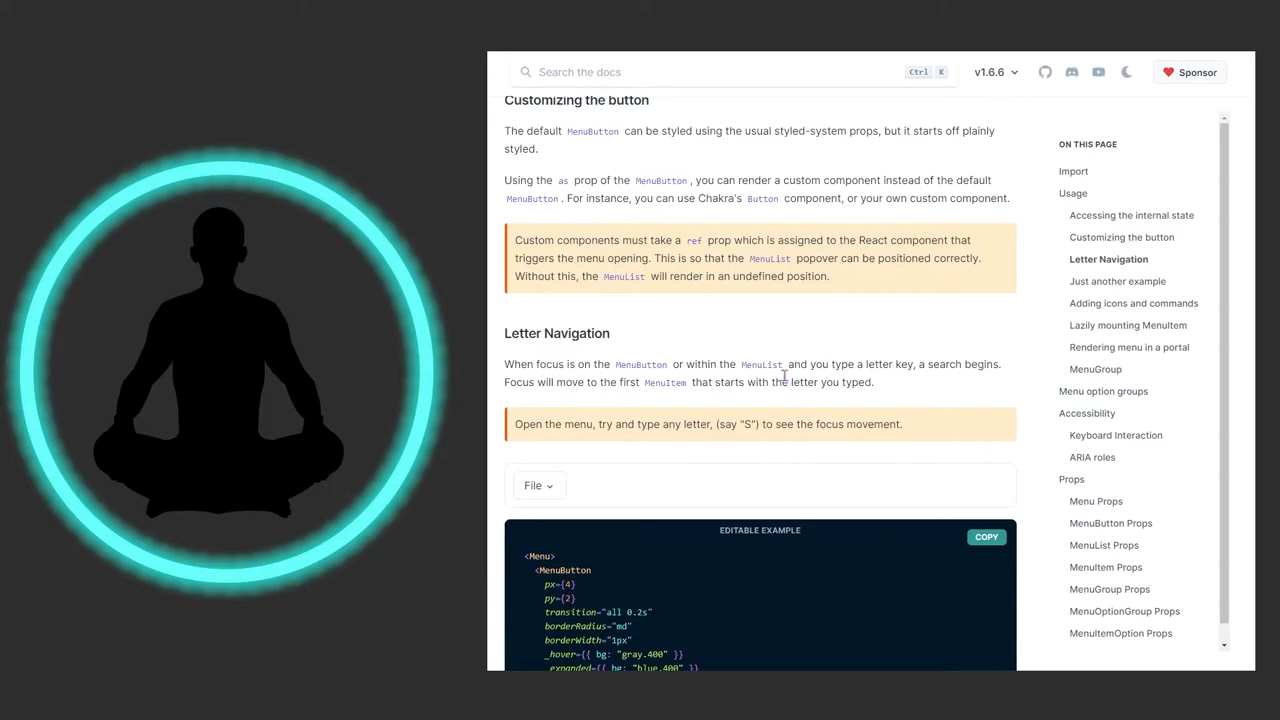 Search the docs
Ctrl K
v1.6.6
Sponsor
Customizing the button
The default MenuButton can be styled using the usual styled-system props, but it starts off plainly
styled.
Using the as prop of the MenuButton, you can render a custom component instead of the default
MenuButton. For instance, you can use Chakra's Button component, or your own custom component.
Custom components must take a ref prop which is assigned to the React component that
triggers the menu opening. This is so that the MenuList popover can be positioned correctly.
Without this, the MenuList will render in an undefined position.
Letter Navigation
When focus is on the MenuButton or within the MenuList and you type a letter key, a search begins.
Focus will move to the first MenuItem that starts with the letter you typed.
Open the menu, try and type any letter, (say "S") to see the focus movement.
File
EDITABLE EXAMPLE
COPY
<Menu>
<MenuButton
px={4}
py={2}
transition="all 0.2s"
borderRadius="md"
borderWidth="1px"
_hover={{ bg: "gray.400" }}
_expanded={{ bg: "blue.400" }}
ON THIS PAGE
Import
Usage
Accessing the internal state
Customizing the button
Letter Navigation
Just another example
Adding icons and commands
Lazily mounting MenuItem
Rendering menu in a portal
MenuGroup
Menu option groups
Accessibility
Keyboard Interaction
ARIA roles
Props
Menu Props
MenuButton Props
MenuList Props
MenuItem Props
MenuGroup Props
MenuOptionGroup Props
MenuItemOption Props